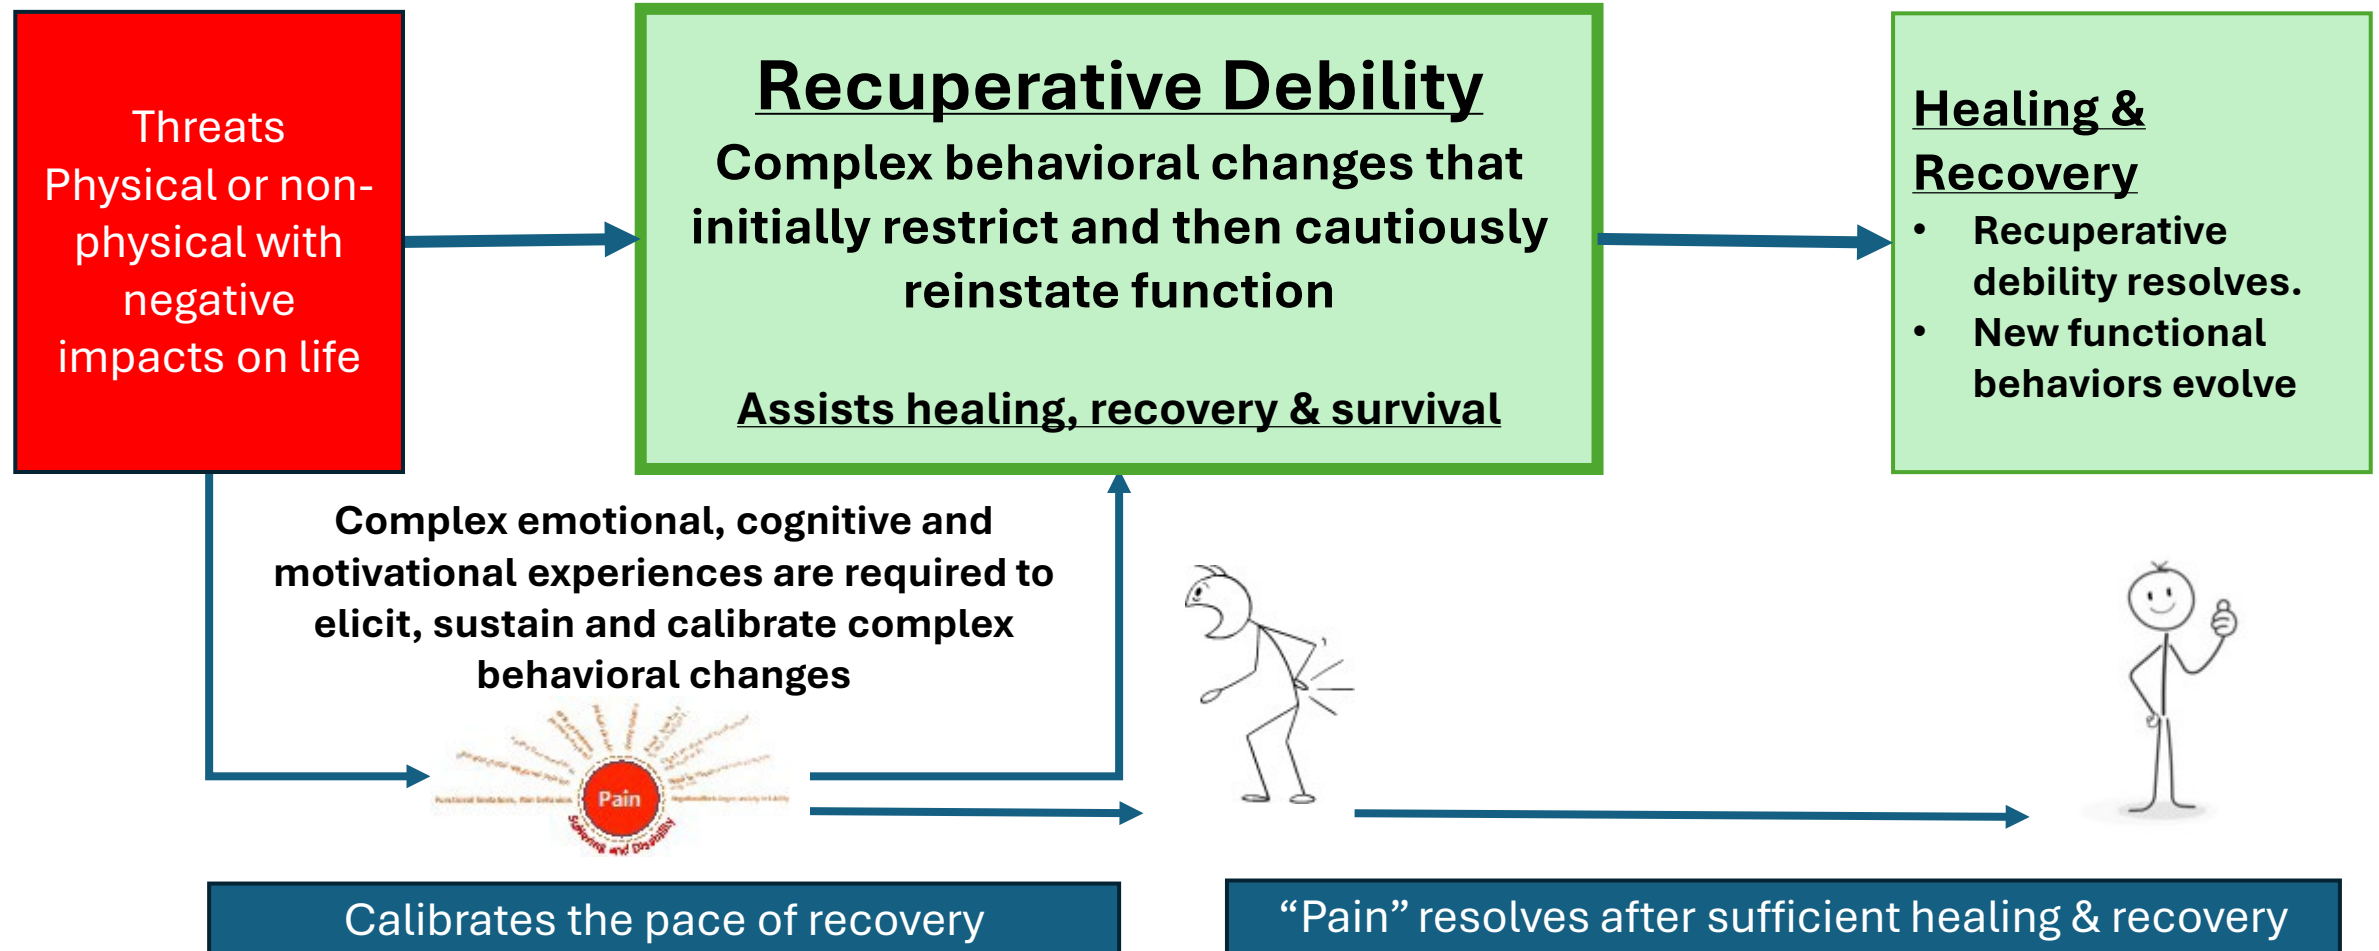 Threats
Physical or non-
physical with
negative
impacts on life
Recuperative Debility
Complex behavioral changes that
initially restrict and then cautiously
reinstate function
Assists healing, recovery & survival
Healing &
Recovery
• Recuperative
debility resolves.
• New functional
behaviors evolve
Complex emotional, cognitive and
motivational experiences are required to
elicit, sustain and calibrate complex
behavioral changes
Pain
Suffering and Disability
Calibrates the pace of recovery
“Pain” resolves after sufficient healing & recovery